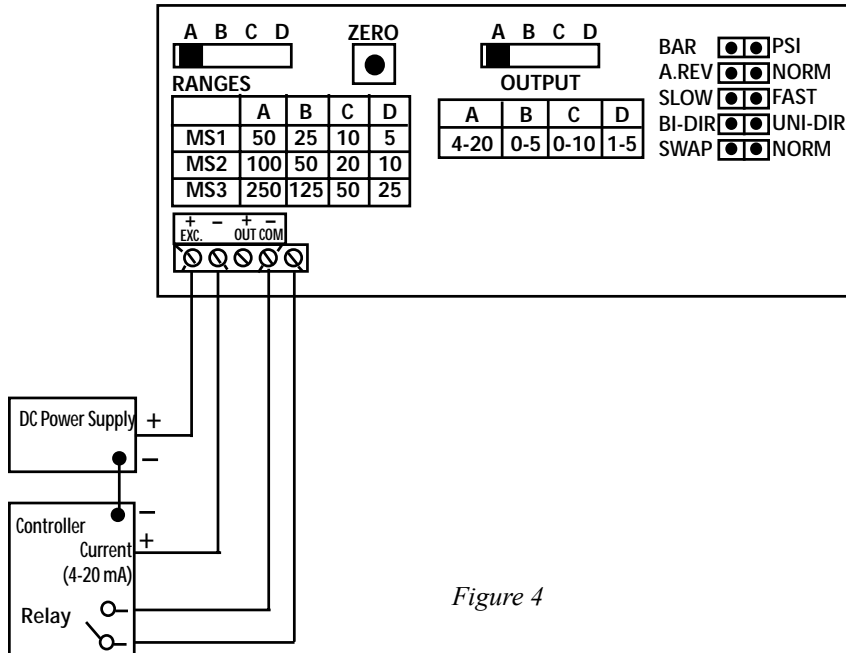 A B C D
ZERO
A B C D
RANGES
OUTPUT
A B C D
MS1 50 25 10 5
MS2 100 50 20 10
MS3 250 125 50 25
A B C D
4-20 0-5 0-10 1-5
BAR PSI
A.REV NORM
SLOW FAST
BI-DIR UNI-DIR
SWAP NORM
+ – + –
EXC. OUT COM
DC Power Supply +
–
–
Controller
Current +
(4-20 mA)
Relay
Figure 4